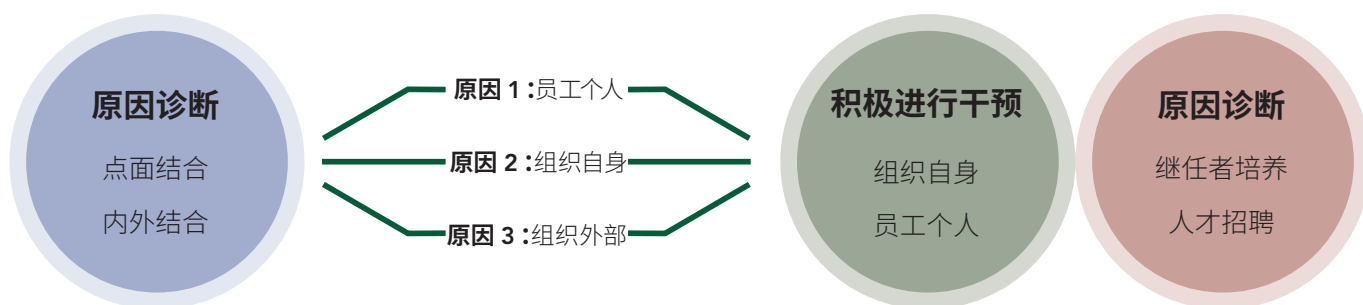 原因诊断
点面结合
内外结合
原因 1 :员工个人
原因 2 :组织自身
原因 3 :组织外部
积极进行干预
组织自身
员工个人
原因诊断
继任者培养
人才招聘